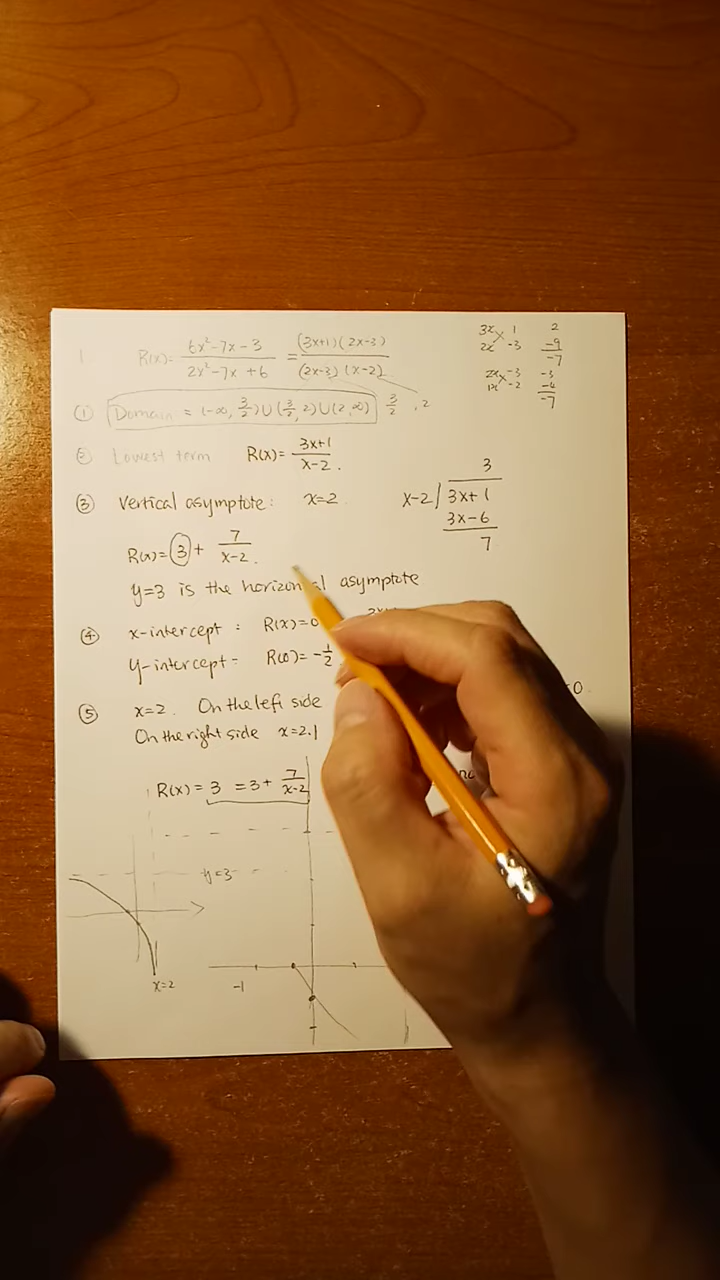 1. R(x)= 6x²-7x-3 / 2x²-7x+6 = (3x+1)(2x-3) / (2x-3)(x-2)
3x 1 2
2x -3 -9
-7
2x -3 -3
1x -2 -4
-7
① Domain = (-∞, 3/2)∪(3/2, 2)∪(2, ∞) 3/2, 2
② Lowest term R(x)= 3x+1 / x-2.
③ Vertical asymptote: x=2
3
x-2 ) 3x+1
3x-6
7
R(x)= 3 + 7 / x-2.
y=3 is the horizontal asymptote
④ x-intercept: R(x)=0
y-intercept= R(0)= -1/2
⑤ x=2. On the left side =0.
On the right side x=2.1
R(x)= 3 = 3+ 7 / x-2
y=3
x=2
-1